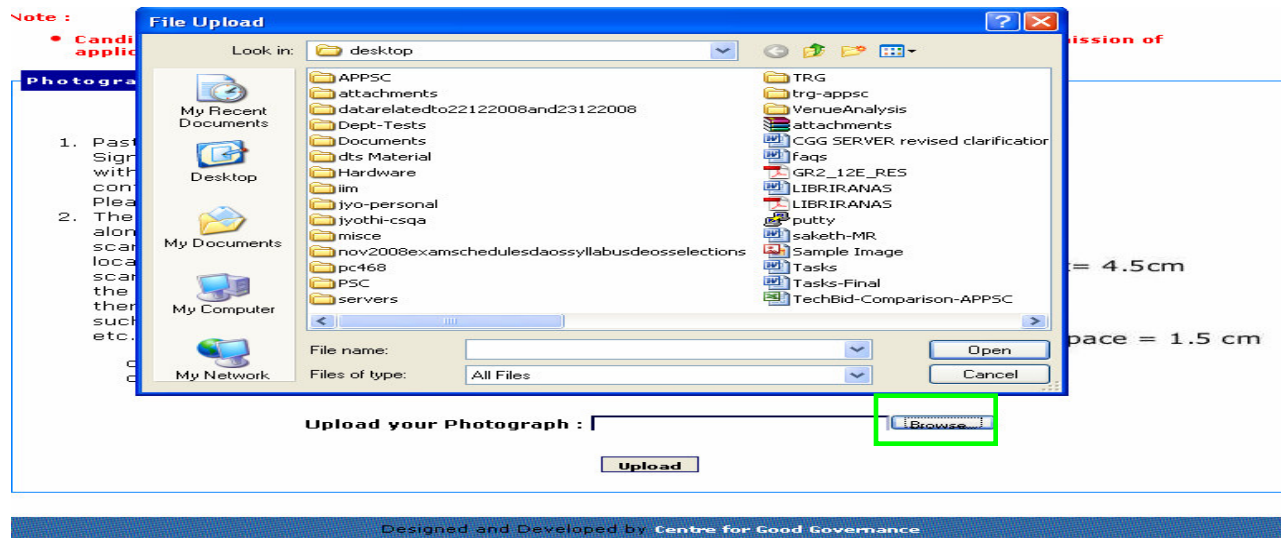 Note :
File Upload
Candi
applic
ission of
Look in:
desktop
Photogra
My Recent
Documents
Desktop
My Documents
My Computer
My Network
APPSC
attachments
datarelatedto22122008and23122008
Dept-Tests
Documents
dts Material
Hardware
iim
jyo-personal
jyothi-csqa
misce
nov2008examschedulesdaossyllabusdeosselections
pc468
PSC
servers
TRG
trg-appsc
VenueAnalysis
attachments
CGG SERVER revised clarification
faqs
GR2_12E_RES
LIBRIRANAS
LIBRIRANAS
putty
saketh-MR
Sample Image
Tasks
Tasks-Final
TechBid-Comparison-APPSC
1. Past
Sign
with
con
Plea
2. The
alon
scar
loca
scar
the
ther
such
etc.
= 4.5cm
pace = 1.5 cm
File name:
Open
Files of type:
All Files
Cancel
Upload your Photograph :
Browse...
Upload
Designed and Developed by Centre for Good Governance